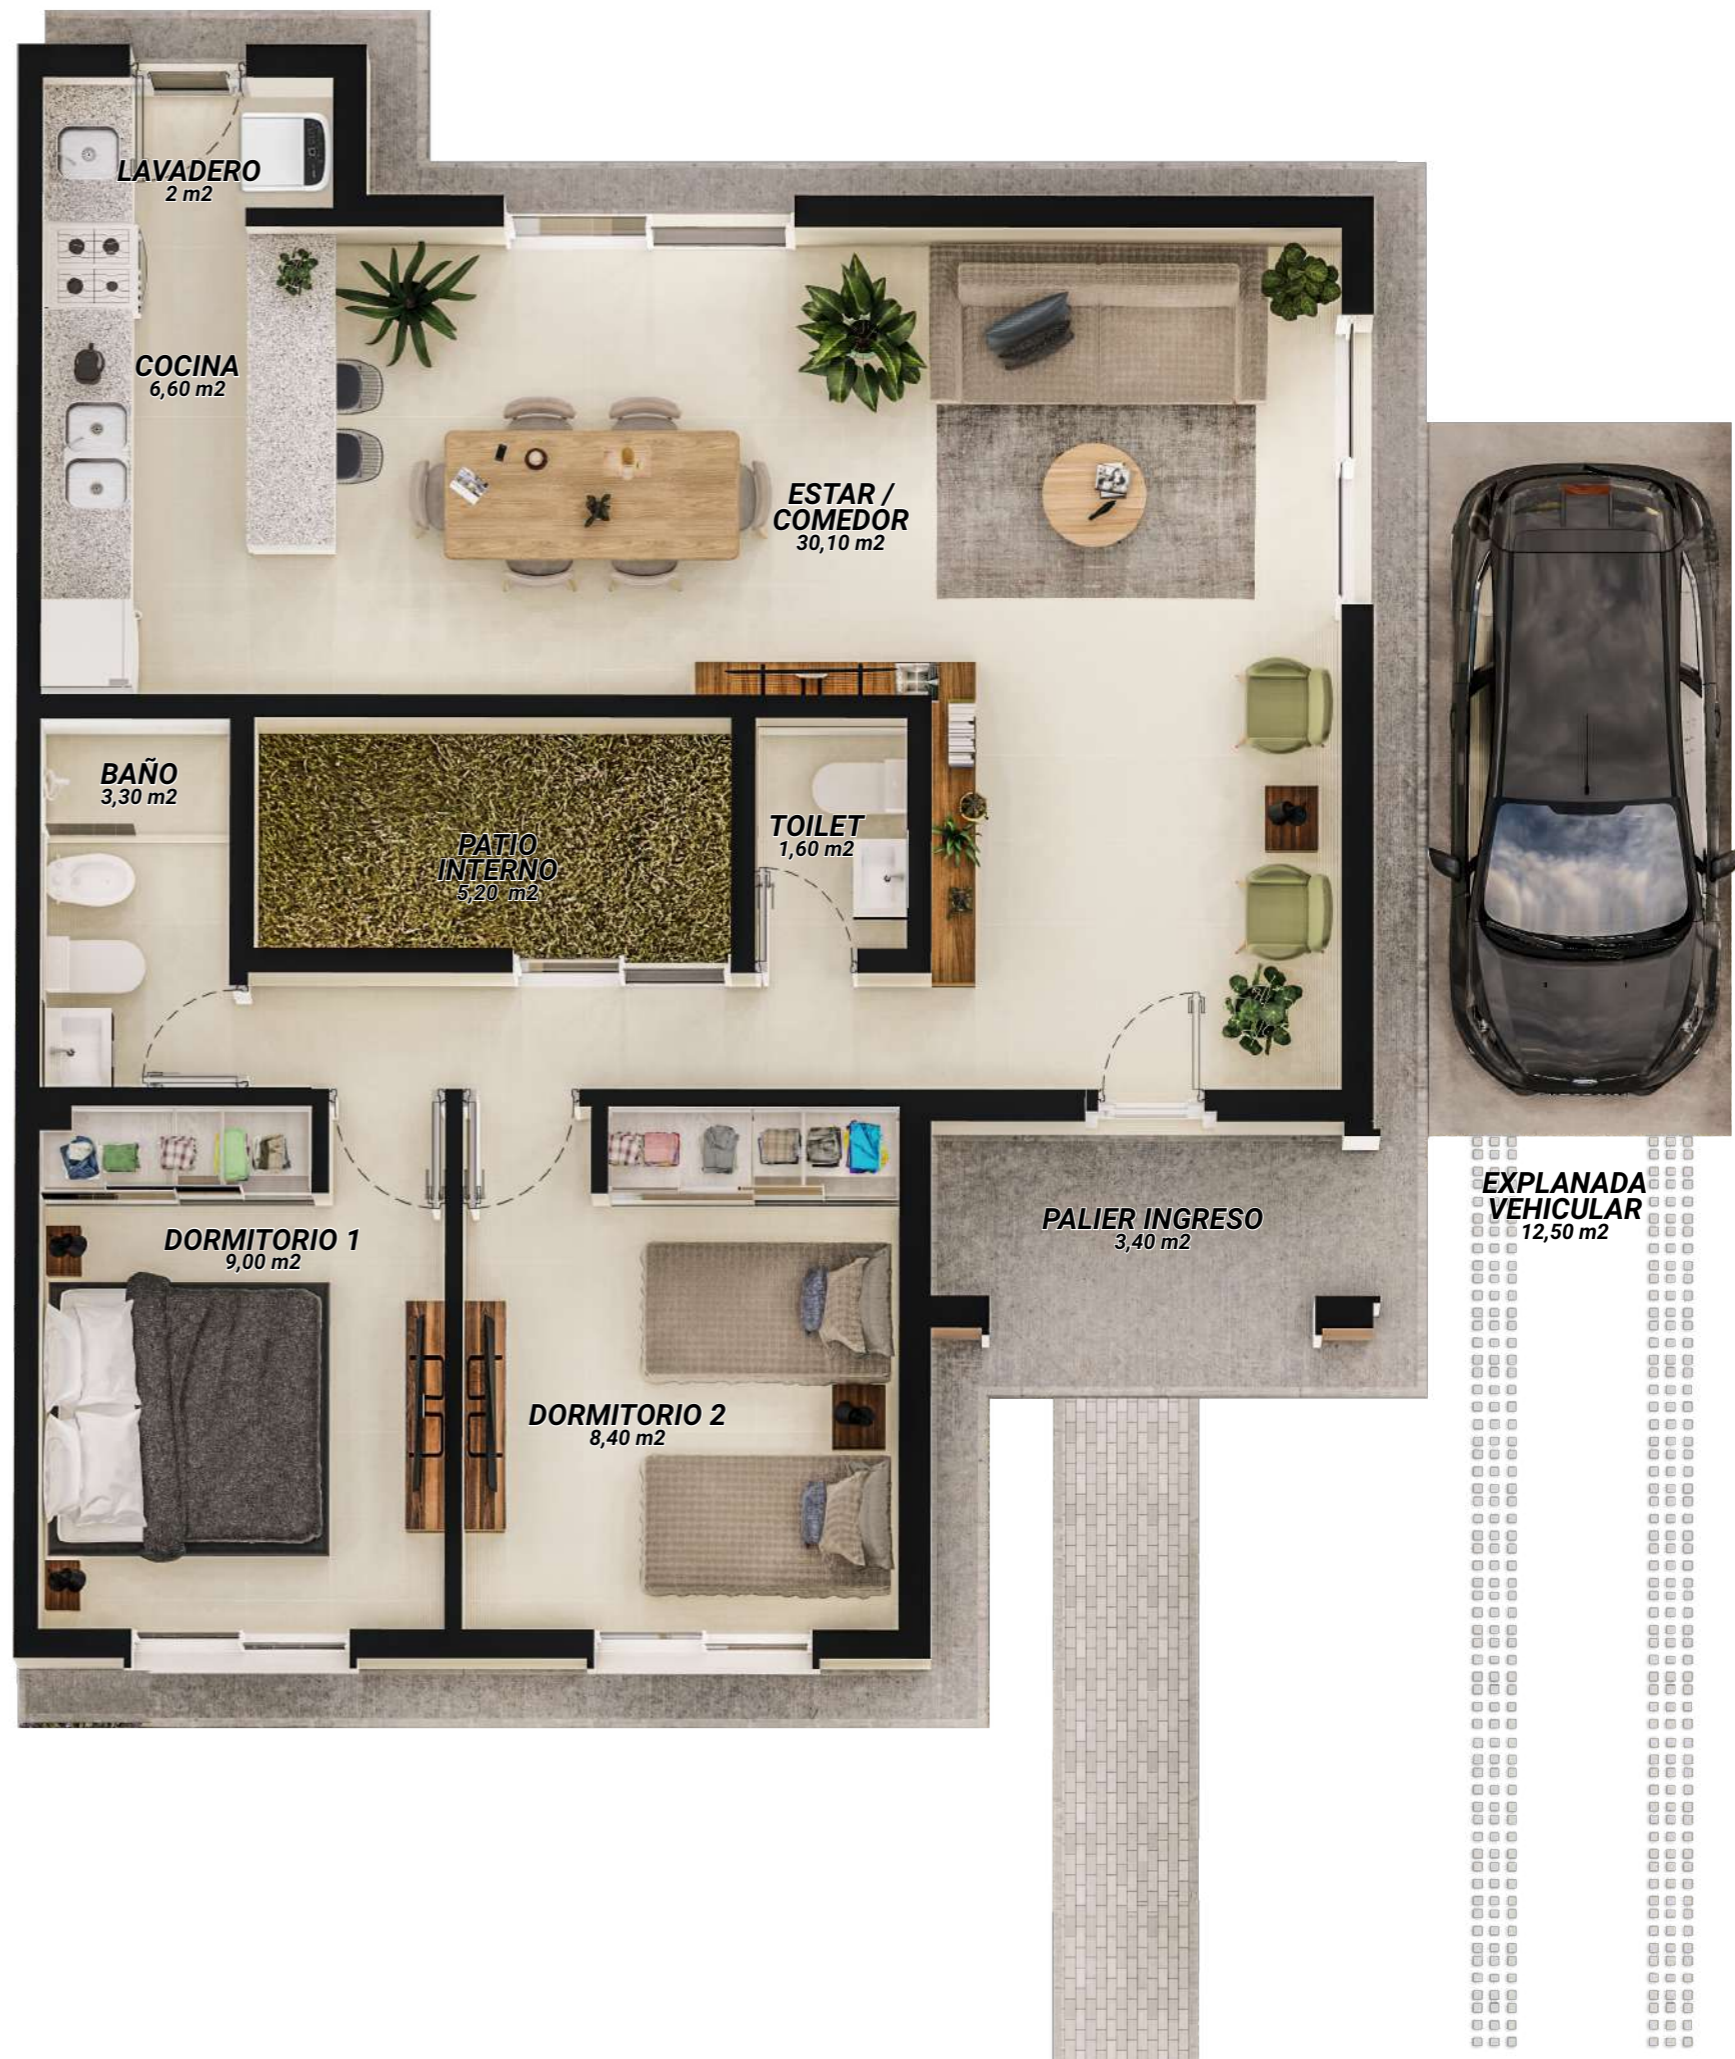 LAVADERO
2 m2
COCINA
6,60 m2
ESTAR /
COMEDOR
30,10 m2
BAÑO
3,30 m2
PATIO
INTERNO
5,20 m2
TOILET
1,60 m2
DORMITORIO 1
9,00 m2
DORMITORIO 2
8,40 m2
PALIER INGRESO
3,40 m2
EXPLANADA
VEHICULAR
12,50 m2